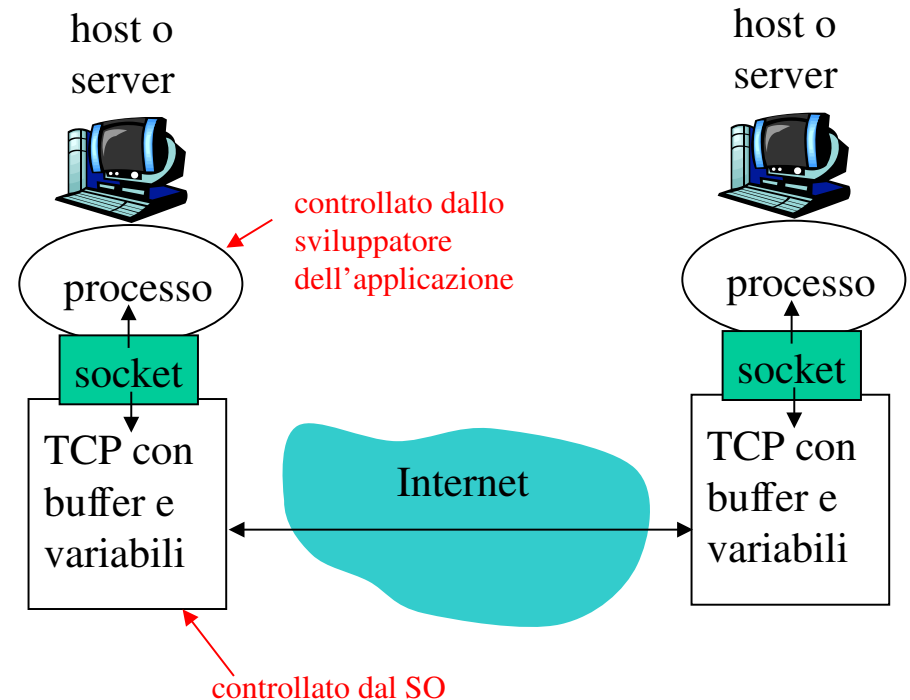 host o
server
host o
server
controllato dallo
sviluppatore
dell’applicazione
processo
processo
socket
socket
TCP con
buffer e
variabili
Internet
TCP con
buffer e
variabili
controllato dal SO